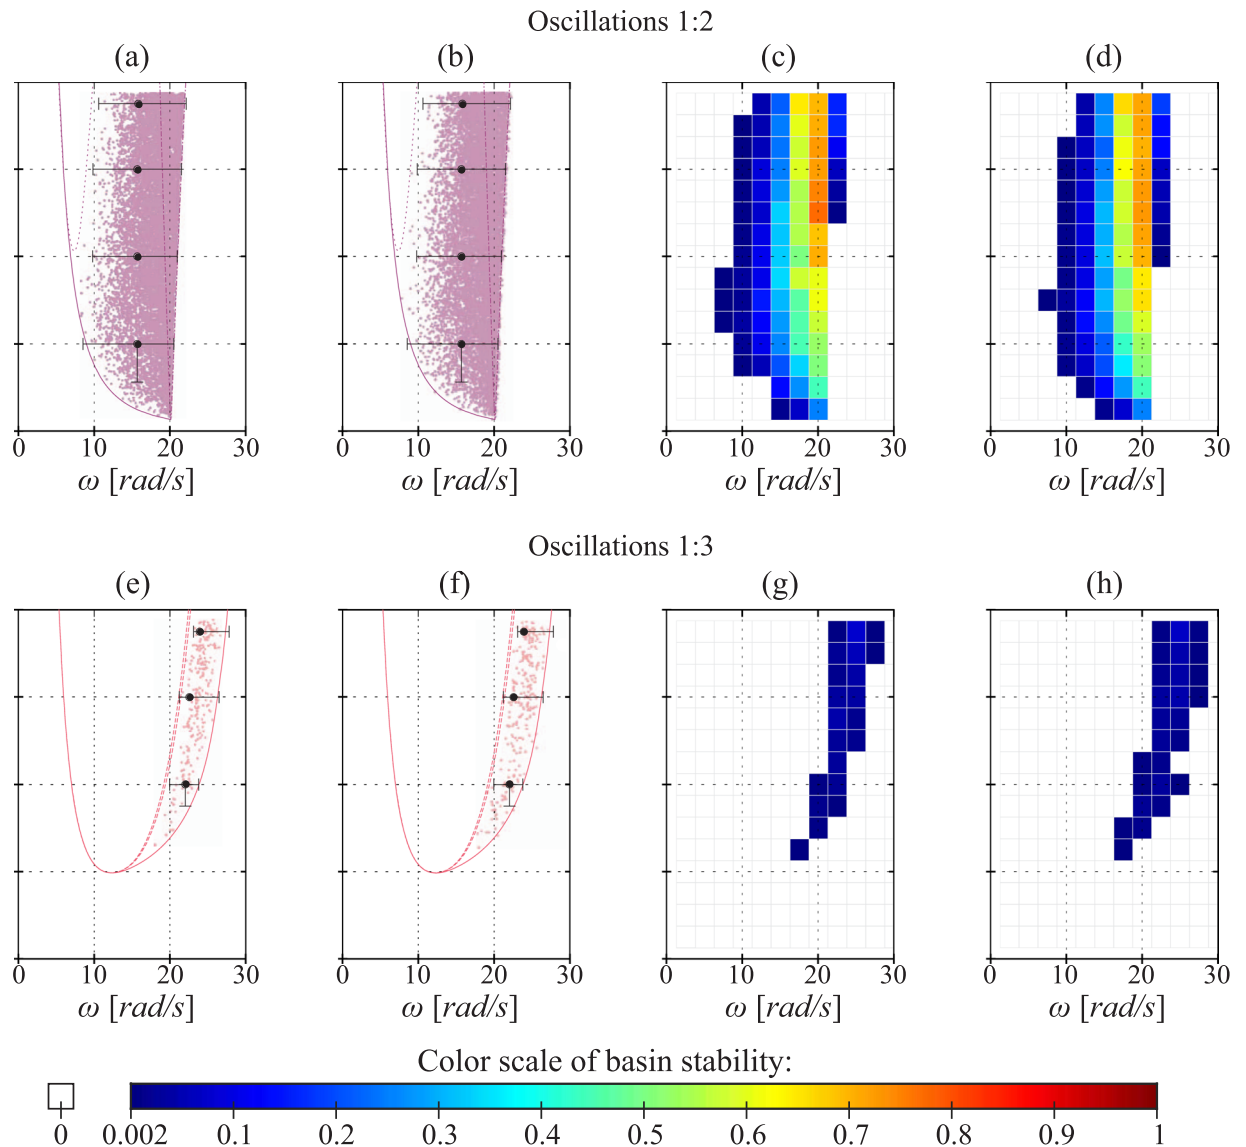 Oscillations 1:2
(a) (b) (c) (d)
0 10 20 30 0 10 20 30 0 10 20 30 0 10 20 30
ω [rad/s] ω [rad/s] ω [rad/s] ω [rad/s]
Oscillations 1:3
(e) (f) (g) (h)
0 10 20 30 0 10 20 30 0 10 20 30 0 10 20 30
ω [rad/s] ω [rad/s] ω [rad/s] ω [rad/s]
Color scale of basin stability:
0 0.002 0.1 0.2 0.3 0.4 0.5 0.6 0.7 0.8 0.9 1